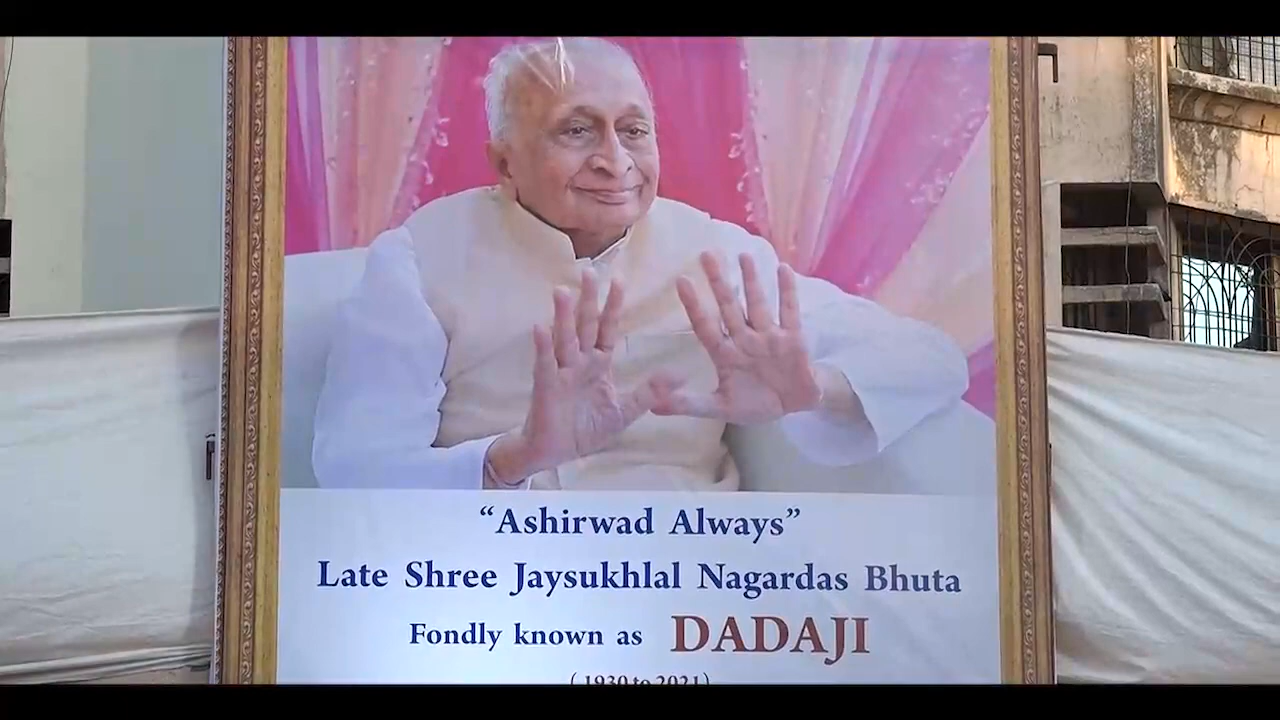 “Ashirwad Always”
Late Shree Jaysukhlal Nagardas Bhuta
Fondly known as DADAJI
( 1930 to 2021)